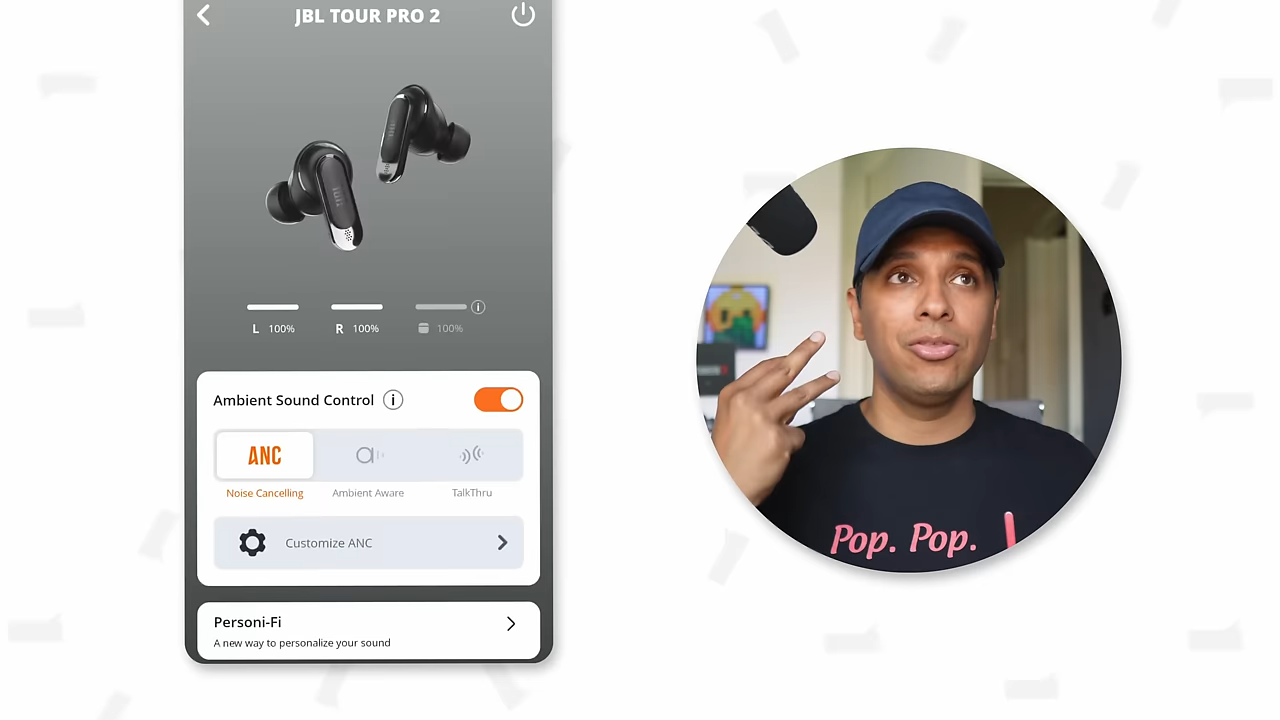 JBL TOUR PRO 2
L 100% R 100% 100%
Ambient Sound Control i
ANC
Noise Cancelling Ambient Aware TalkThru
Customize ANC
Personi-Fi
A new way to personalize your sound
Pop. Pop.